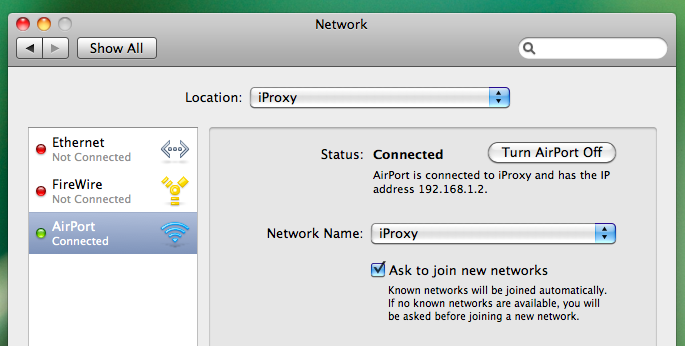 Network
Show All
Location: iProxy
Ethernet
Not Connected
FireWire
Not Connected
AirPort
Connected
Status: Connected
Turn AirPort Off
AirPort is connected to iProxy and has the IP
address 192.168.1.2.
Network Name: iProxy
Ask to join new networks
Known networks will be joined automatically.
If no known networks are available, you will
be asked before joining a new network.